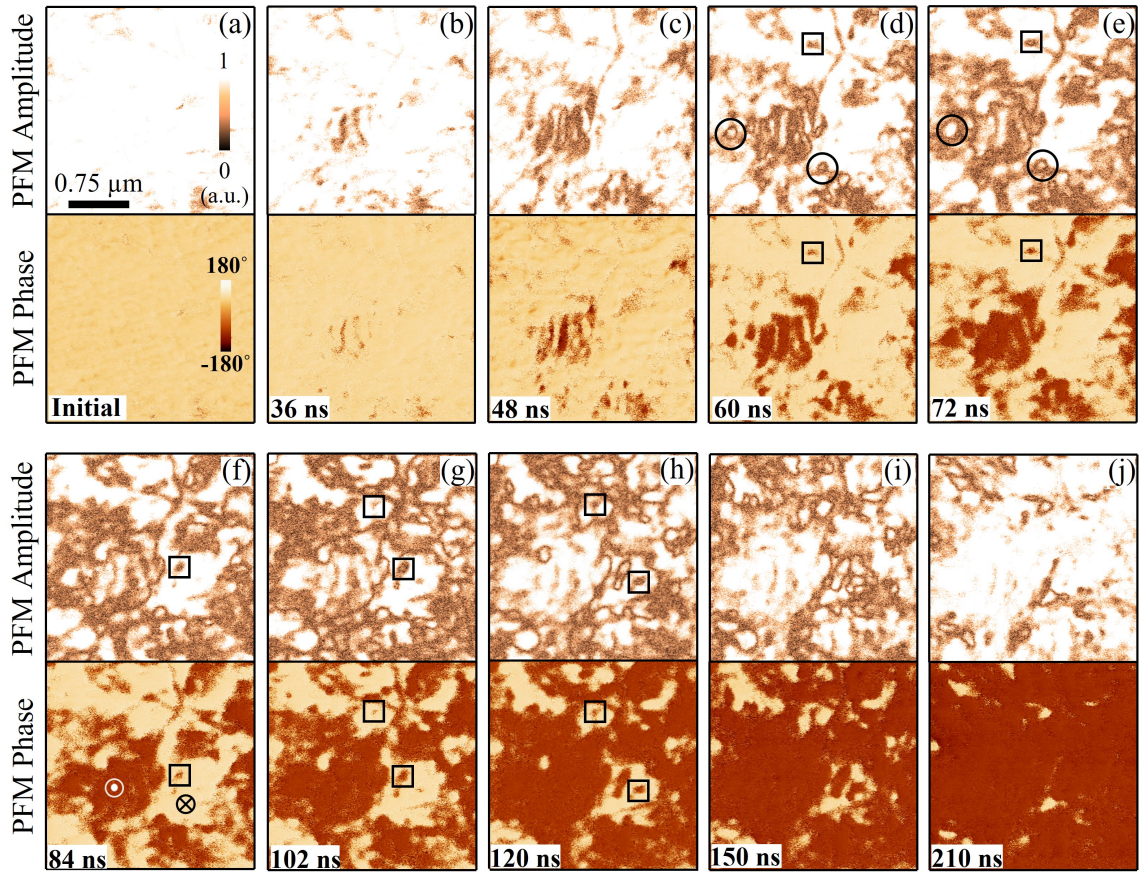 PFM Amplitude
(a)
1
0
(a.u.)
0.75 μm
(b)
(c)
(d)
(e)
PFM Phase
180°
-180°
Initial
36 ns
48 ns
60 ns
72 ns
PFM Amplitude
(f)
(g)
(h)
(i)
(j)
PFM Phase
84 ns
102 ns
120 ns
150 ns
210 ns